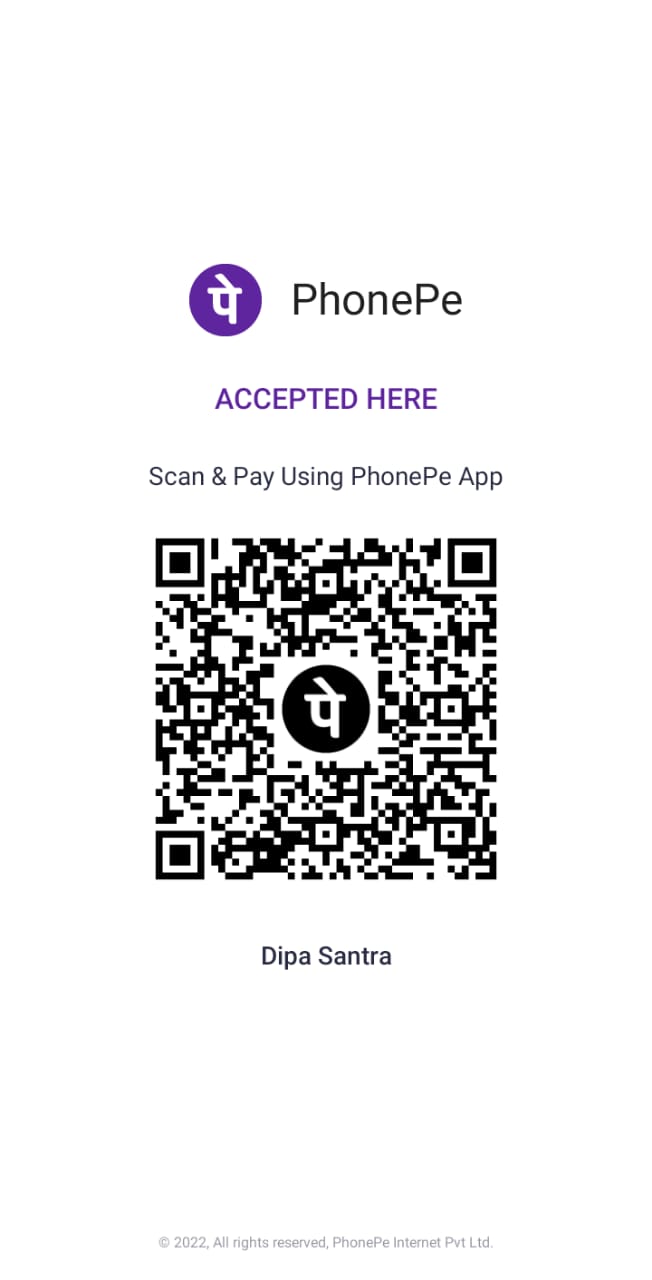 पे PhonePe
ACCEPTED HERE
Scan & Pay Using PhonePe App
पे
Dipa Santra
© 2022, All rights reserved, PhonePe Internet Pvt Ltd.